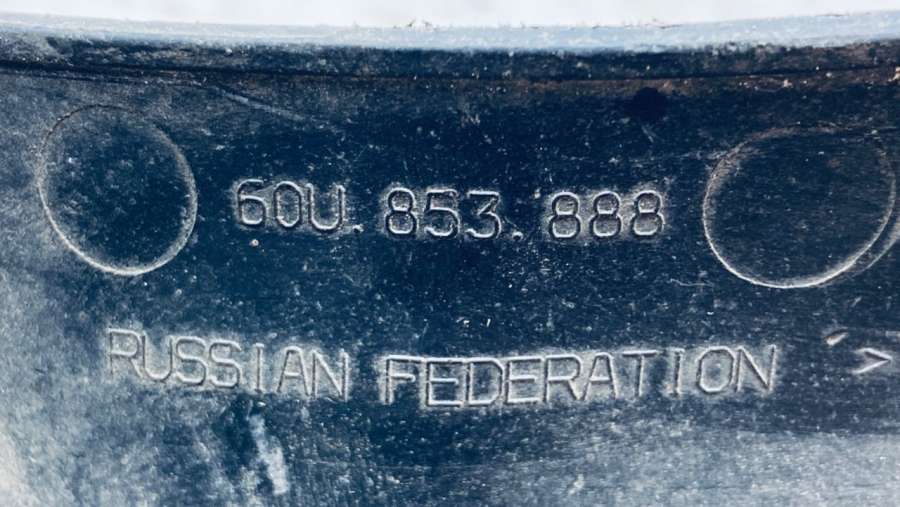 60U.853.888
RUSSIAN FEDERATION >